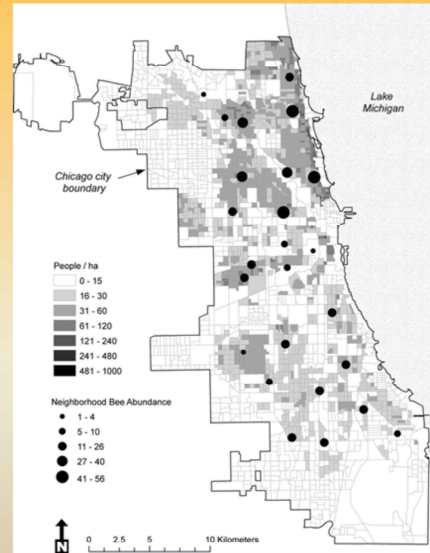 Lake
Michigan
Chicago city
boundary
People / ha
0 - 15
16 - 30
31 - 60
61 - 120
121 - 240
241 - 480
481 - 1000
Neighborhood Bee Abundance
1 - 4
5 - 10
11 - 26
27 - 40
41 - 56
N
0 2.5 5 10 Kilometers